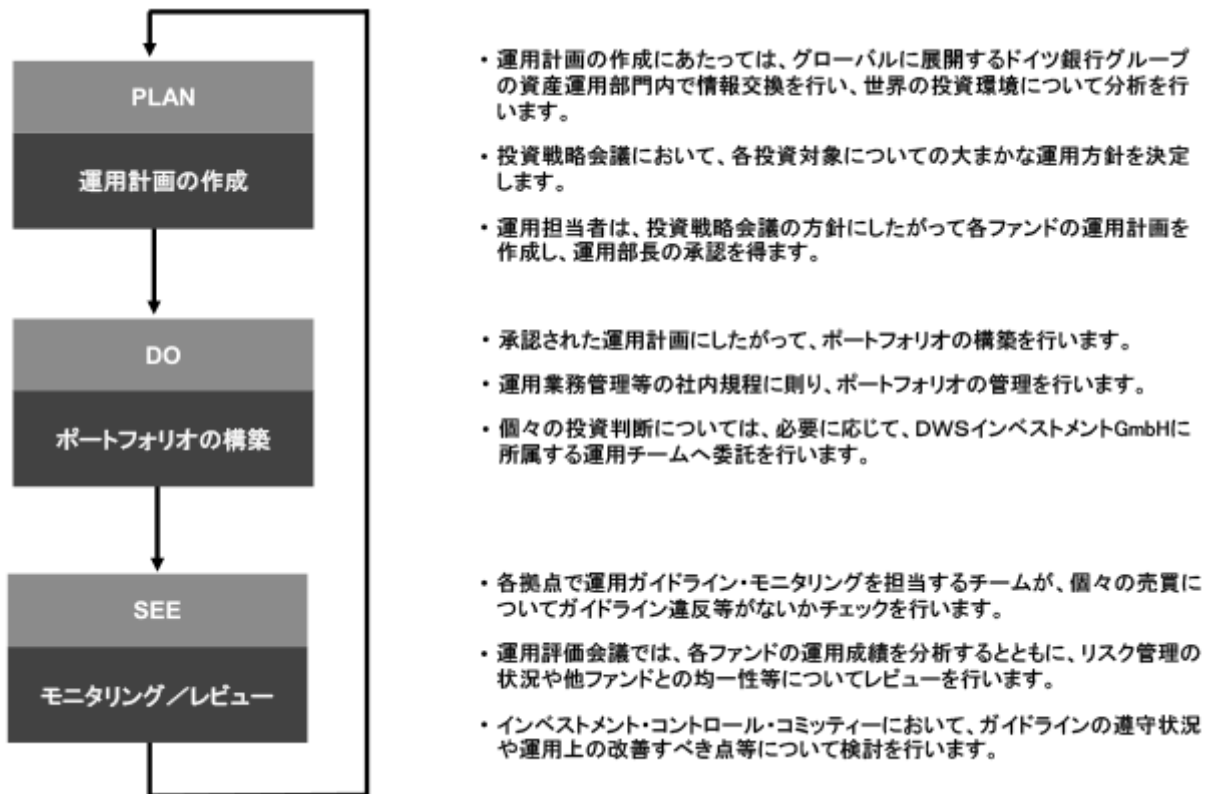 PLAN
運用計画の作成
・運用計画の作成にあたっては、グローバルに展開するドイツ銀行グループ
の資産運用部門内で情報交換を行い、世界の投資環境について分析を行
います。
・投資戦略会議において、各投資対象についての大まかな運用方針を決定
します。
・運用担当者は、投資戦略会議の方針にしたがって各ファンドの運用計画を
作成し、運用部長の承認を得ます。
DO
ポートフォリオの構築
・承認された運用計画にしたがって、ポートフォリオの構築を行います。
・運用業務管理等の社内規程に則り、ポートフォリオの管理を行います。
・個々の投資判断については、必要に応じて、DWSインベストメントGmbHに
所属する運用チームへ委託を行います。
SEE
モニタリング／レビュー
・各拠点で運用ガイドライン・モニタリングを担当するチームが、個々の売買に
ついてガイドライン違反等がないかチェックを行います。
・運用評価会議では、各ファンドの運用成績を分析するとともに、リスク管理の
状況や他ファンドとの均一性等についてレビューを行います。
・インベストメント・コントロール・コミッティーにおいて、ガイドラインの遵守状況
や運用上の改善すべき点等について検討を行います。